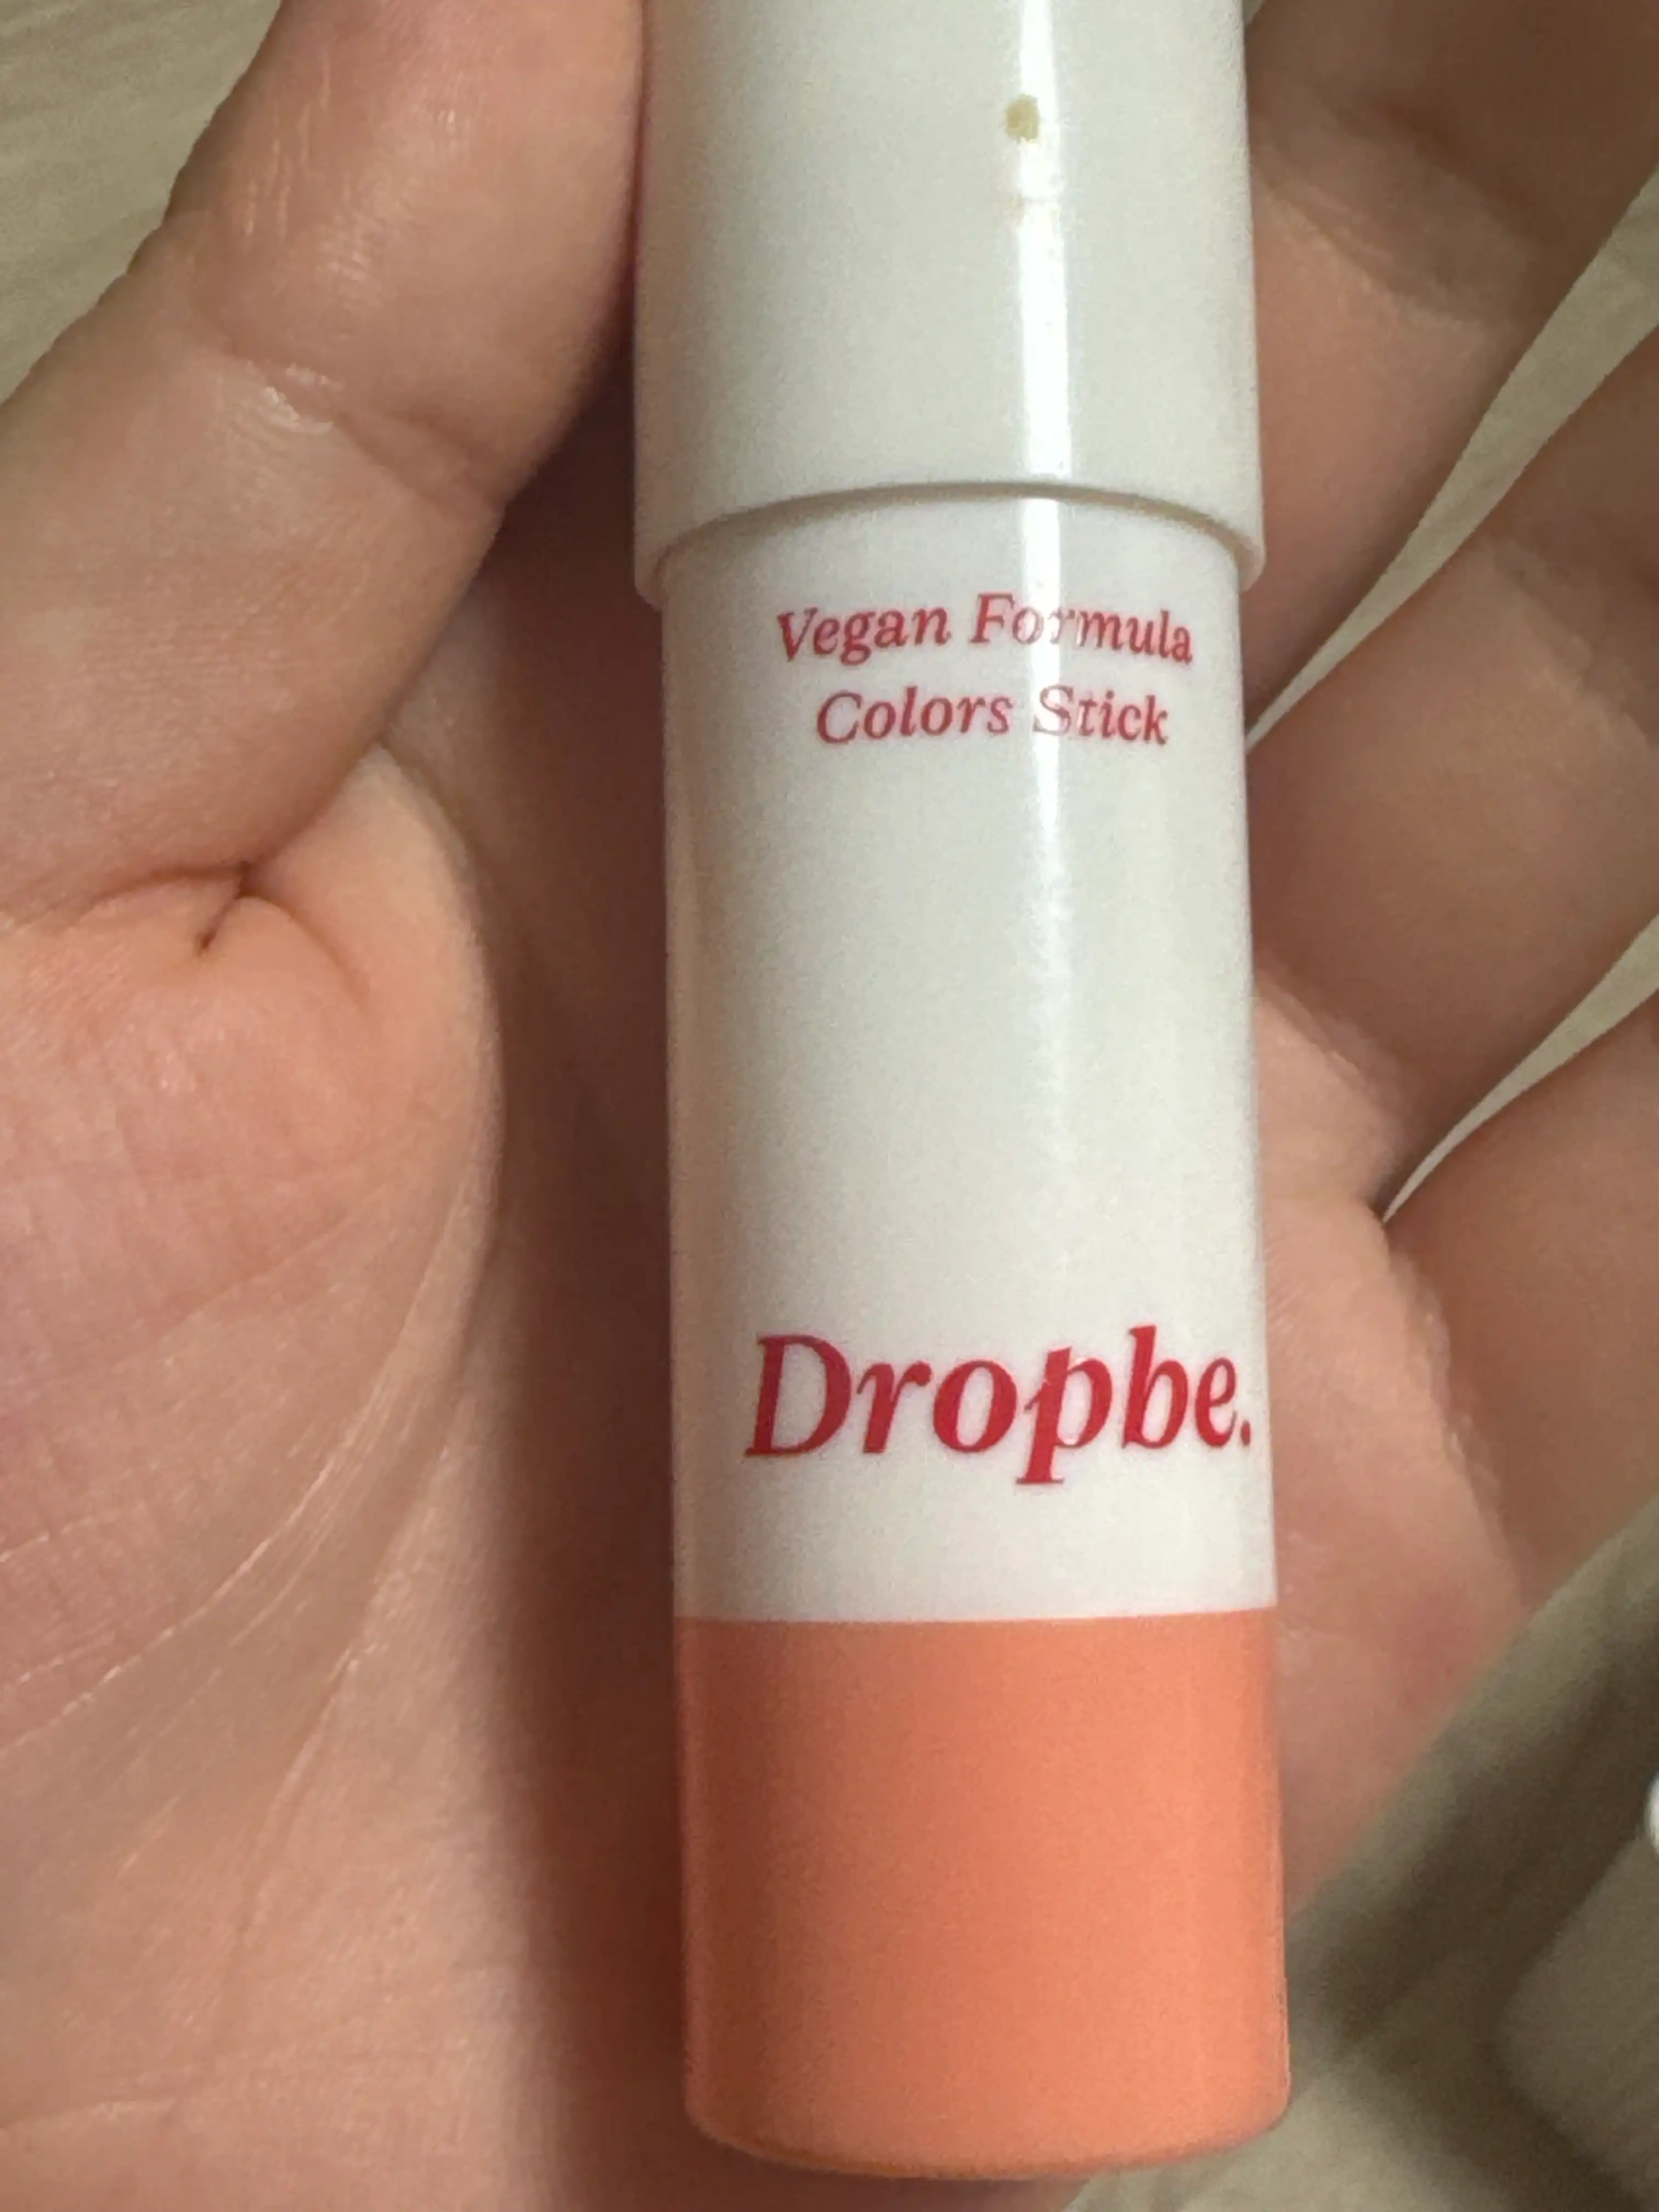 Vegan Formula
Colors Stick
Dropbe.